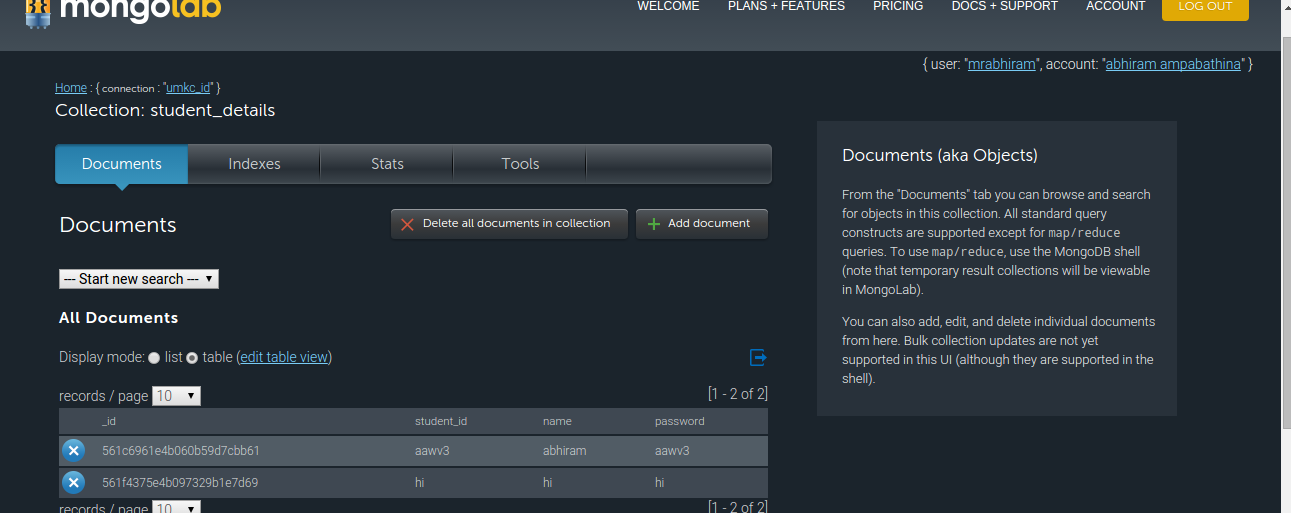 mongolab
WELCOME PLANS + FEATURES PRICING DOCS + SUPPORT ACCOUNT LOG OUT
{ user: "mrabhiram", account: "abhiram ampabathina" }
Home : { connection : "umkc_id" }
Collection: student_details
Documents Indexes Stats Tools
Documents
Delete all documents in collection
Add document
--- Start new search ---
All Documents
Display mode: list table (edit table view)
records / page 10
[1 - 2 of 2]
_id student_id name password
561c6961e4b060b59d7cbb61 aawv3 abhiram aawv3
561f4375e4b097329b1e7d69 hi hi hi
records / page 10
[1 - 2 of 2]
Documents (aka Objects)
From the "Documents" tab you can browse and search
for objects in this collection. All standard query
constructs are supported except for map/reduce
queries. To use map/reduce, use the MongoDB shell
(note that temporary result collections will be viewable
in MongoLab).
You can also add, edit, and delete individual documents
from here. Bulk collection updates are not yet
supported in this UI (although they are supported in the
shell).